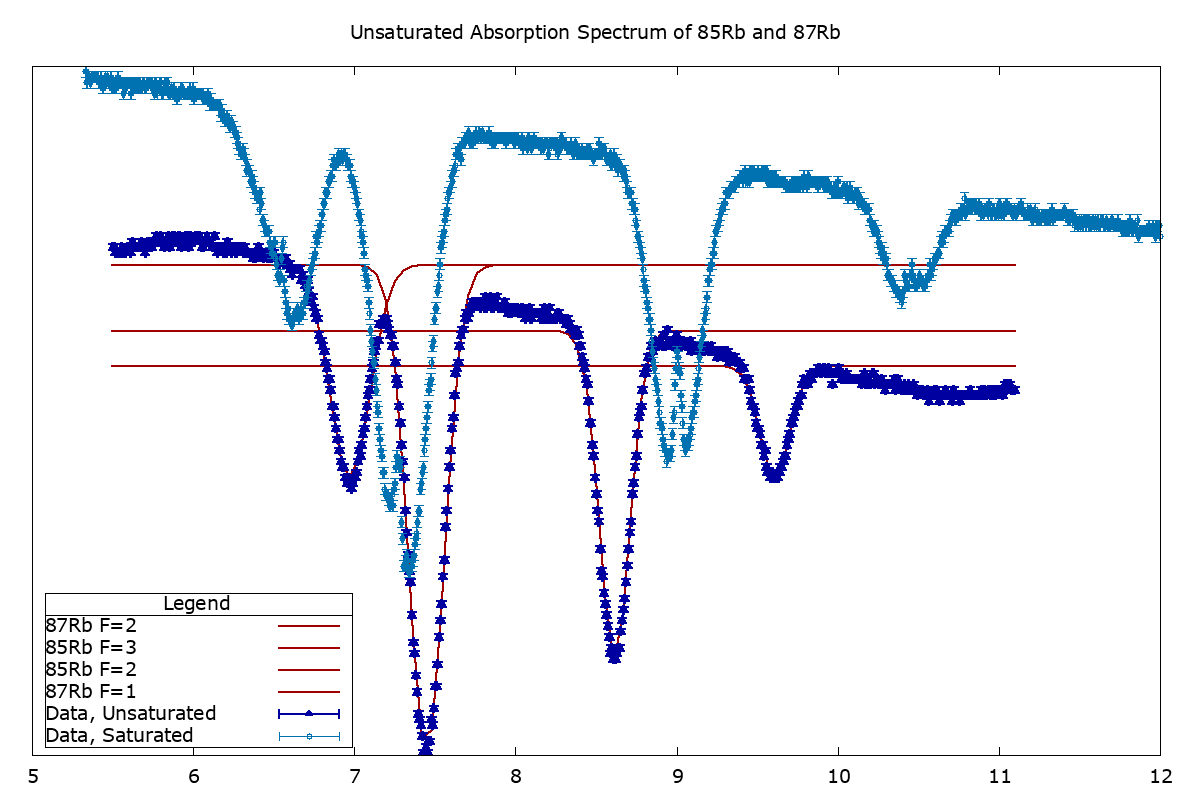 Unsaturated Absorption Spectrum of 85Rb and 87Rb
Legend
87Rb F=2
85Rb F=3
85Rb F=2
87Rb F=1
Data, Unsaturated
Data, Saturated
5 6 7 8 9 10 11 12